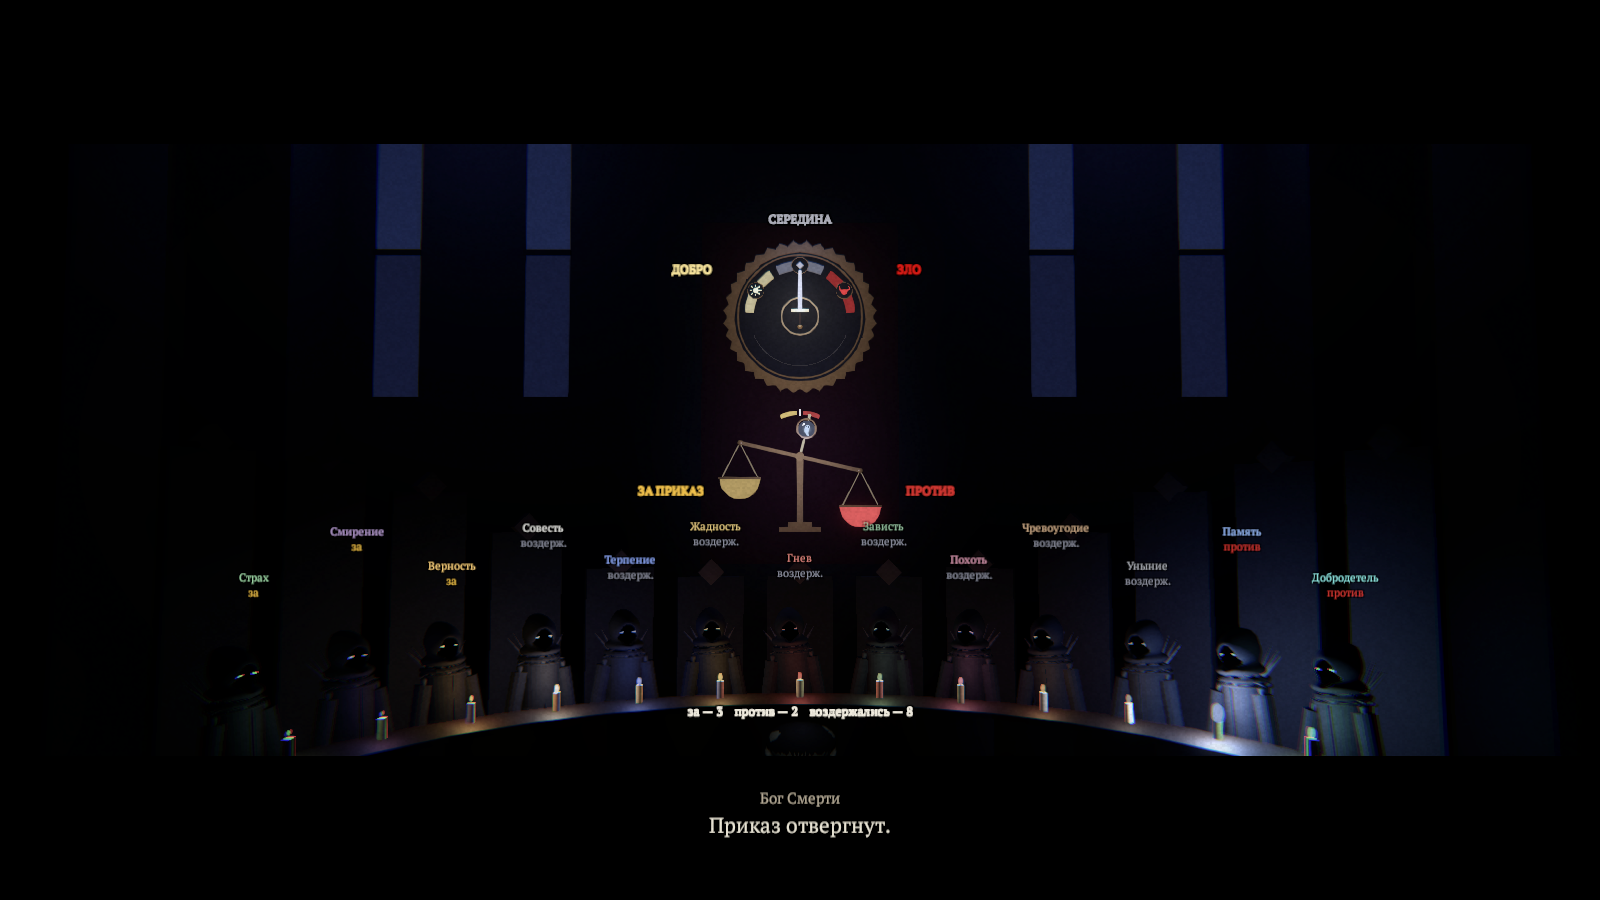 СЕРЕДИНА
ДОБРО
ЗЛО
ЗА ПРИКАЗ
ПРОТИВ
Страх
за
Смирение
за
Верность
за
Совесть
воздерж.
Терпение
воздерж.
Жадность
воздерж.
Гнев
воздерж.
Зависть
воздерж.
Похоть
воздерж.
Чревоугодие
воздерж.
Уныние
воздерж.
Память
против
Добродетель
против
за — 3 против — 2 воздержались — 8
Бог Смерти
Приказ отвергнут.